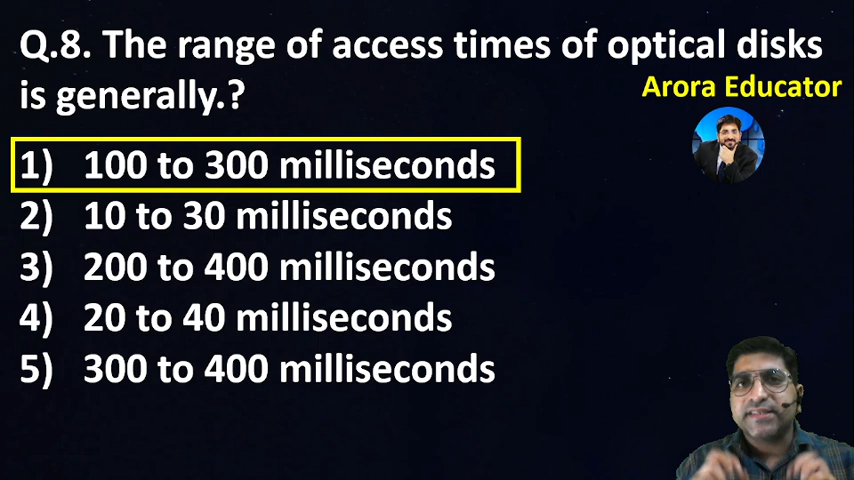 Q.8. The range of access times of optical disks
is generally.?
Arora Educator
1) 100 to 300 milliseconds
2) 10 to 30 milliseconds
3) 200 to 400 milliseconds
4) 20 to 40 milliseconds
5) 300 to 400 milliseconds